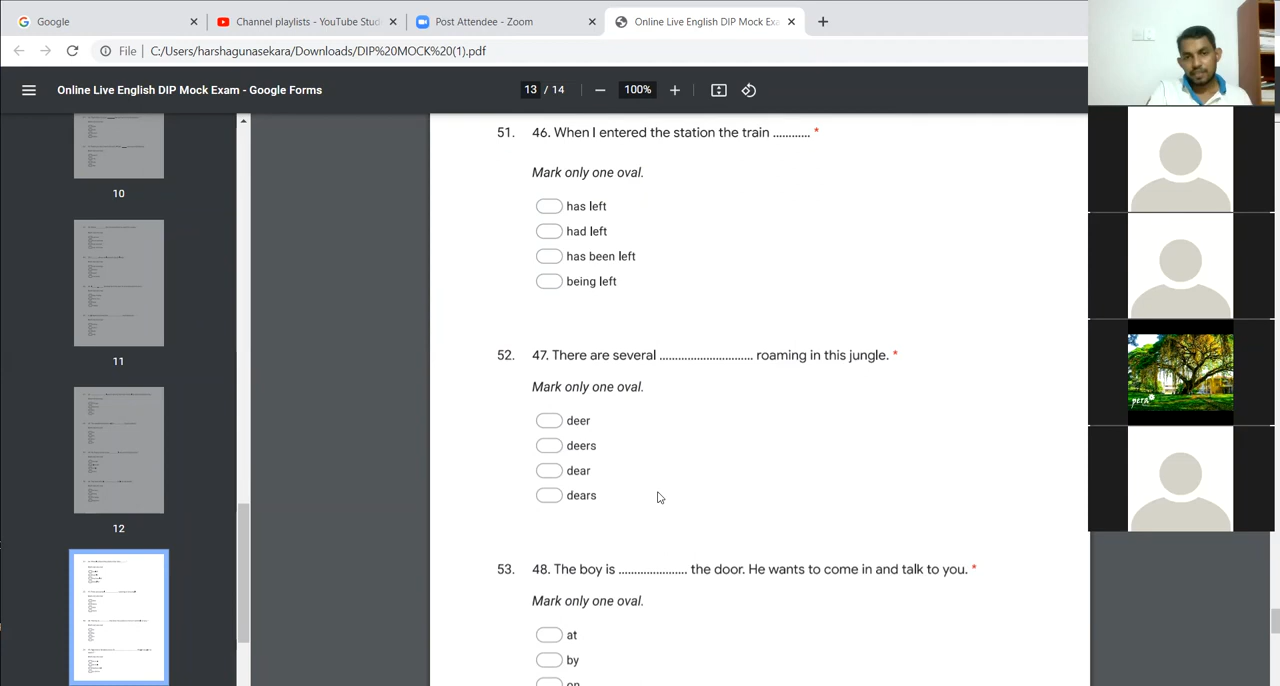 Google
Channel playlists - YouTube Stud
Post Attendee - Zoom
Online Live English DIP Mock Exa
File
C:/Users/harshagunasekara/Downloads/DIP%20MOCK%20(1).pdf
Online Live English DIP Mock Exam - Google Forms
13 / 14
100%
10
11
12
51. 46. When I entered the station the train ............ *
Mark only one oval.
has left
had left
has been left
being left
52. 47. There are several ............................. roaming in this jungle. *
Mark only one oval.
deer
deers
dear
dears
53. 48. The boy is ..................... the door. He wants to come in and talk to you. *
Mark only one oval.
at
by
on
pera